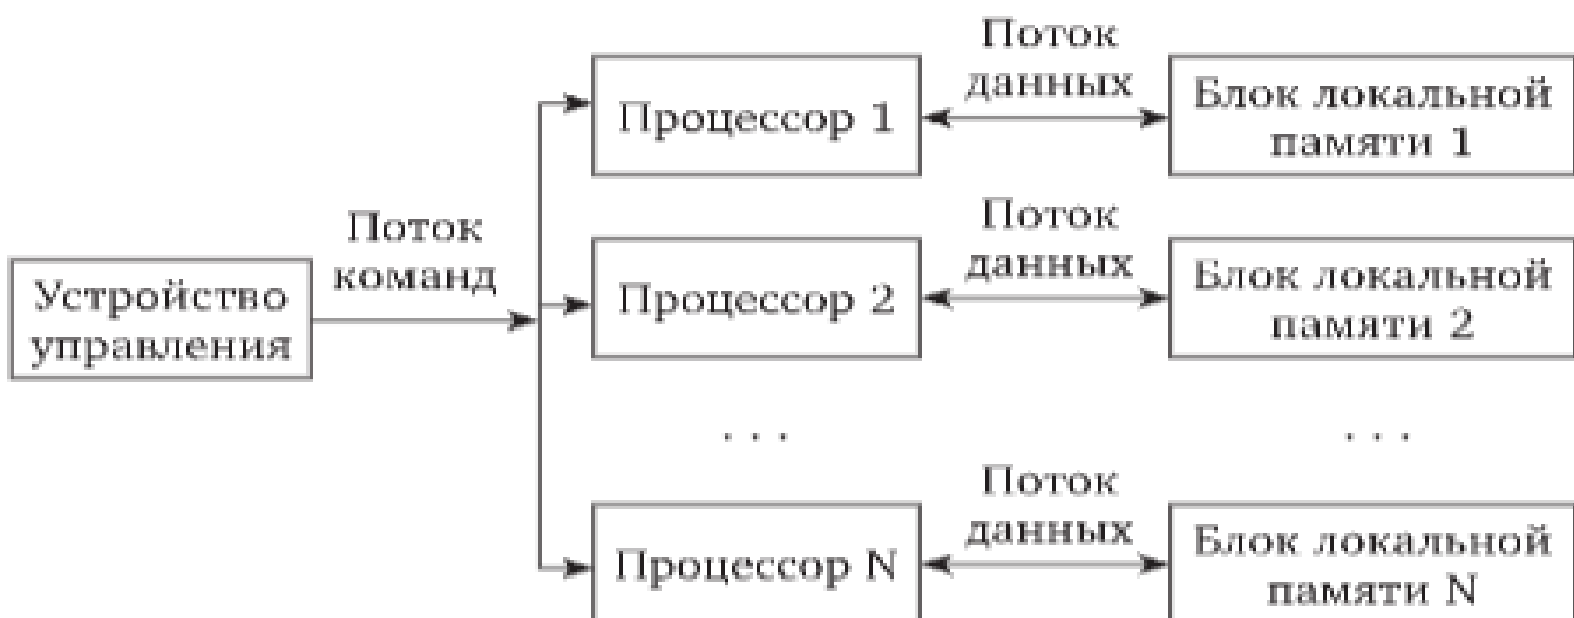 Поток
данных
Процессор 1
Блок локальной
памяти 1
Поток
команд
Устройство
управления
Поток
данных
Процессор 2
Блок локальной
памяти 2
. . .
. . .
Поток
данных
Процессор N
Блок локальной
памяти N